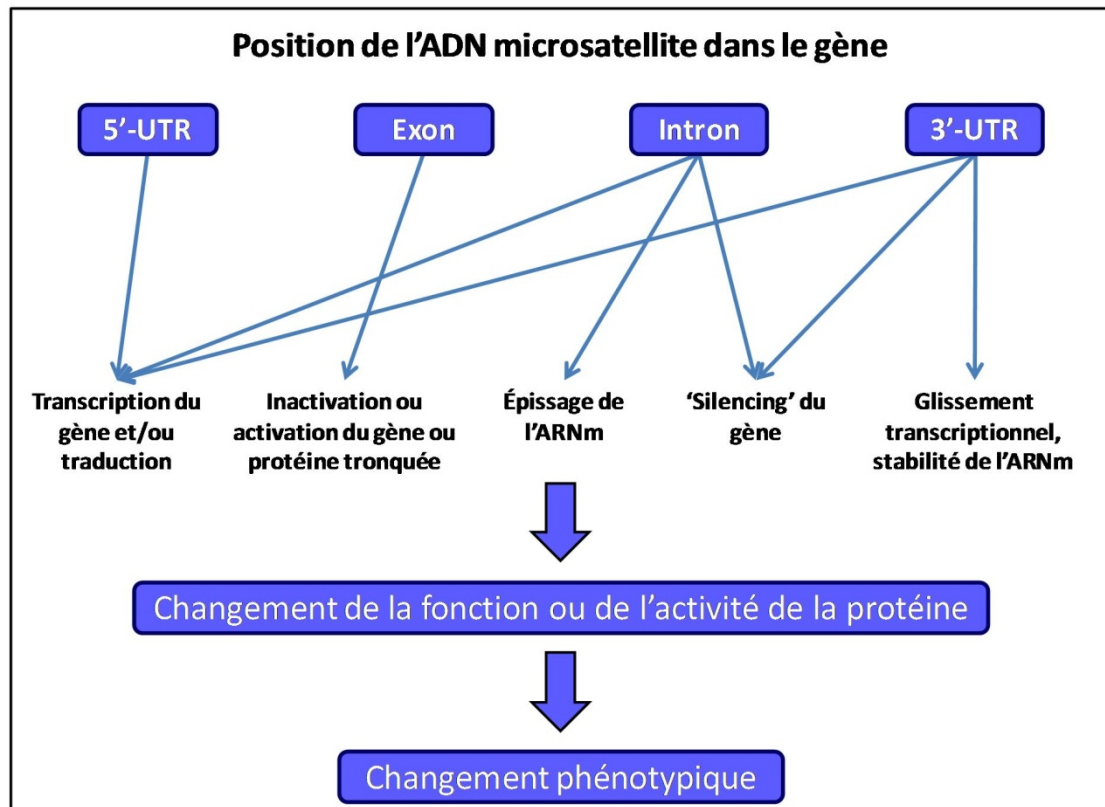 Position de l'ADN microsatellite dans le gène
5'-UTR
Exon
Intron
3'-UTR
Transcription du
gène et/ou
traduction
Inactivation ou
activation du gène ou
protéine tronquée
Épissage de
l'ARNm
‘Silencing’ du
gène
Glissement
transcriptionnel,
stabilité de l'ARNm
Changement de la fonction ou de l'activité de la protéine
Changement phénotypique